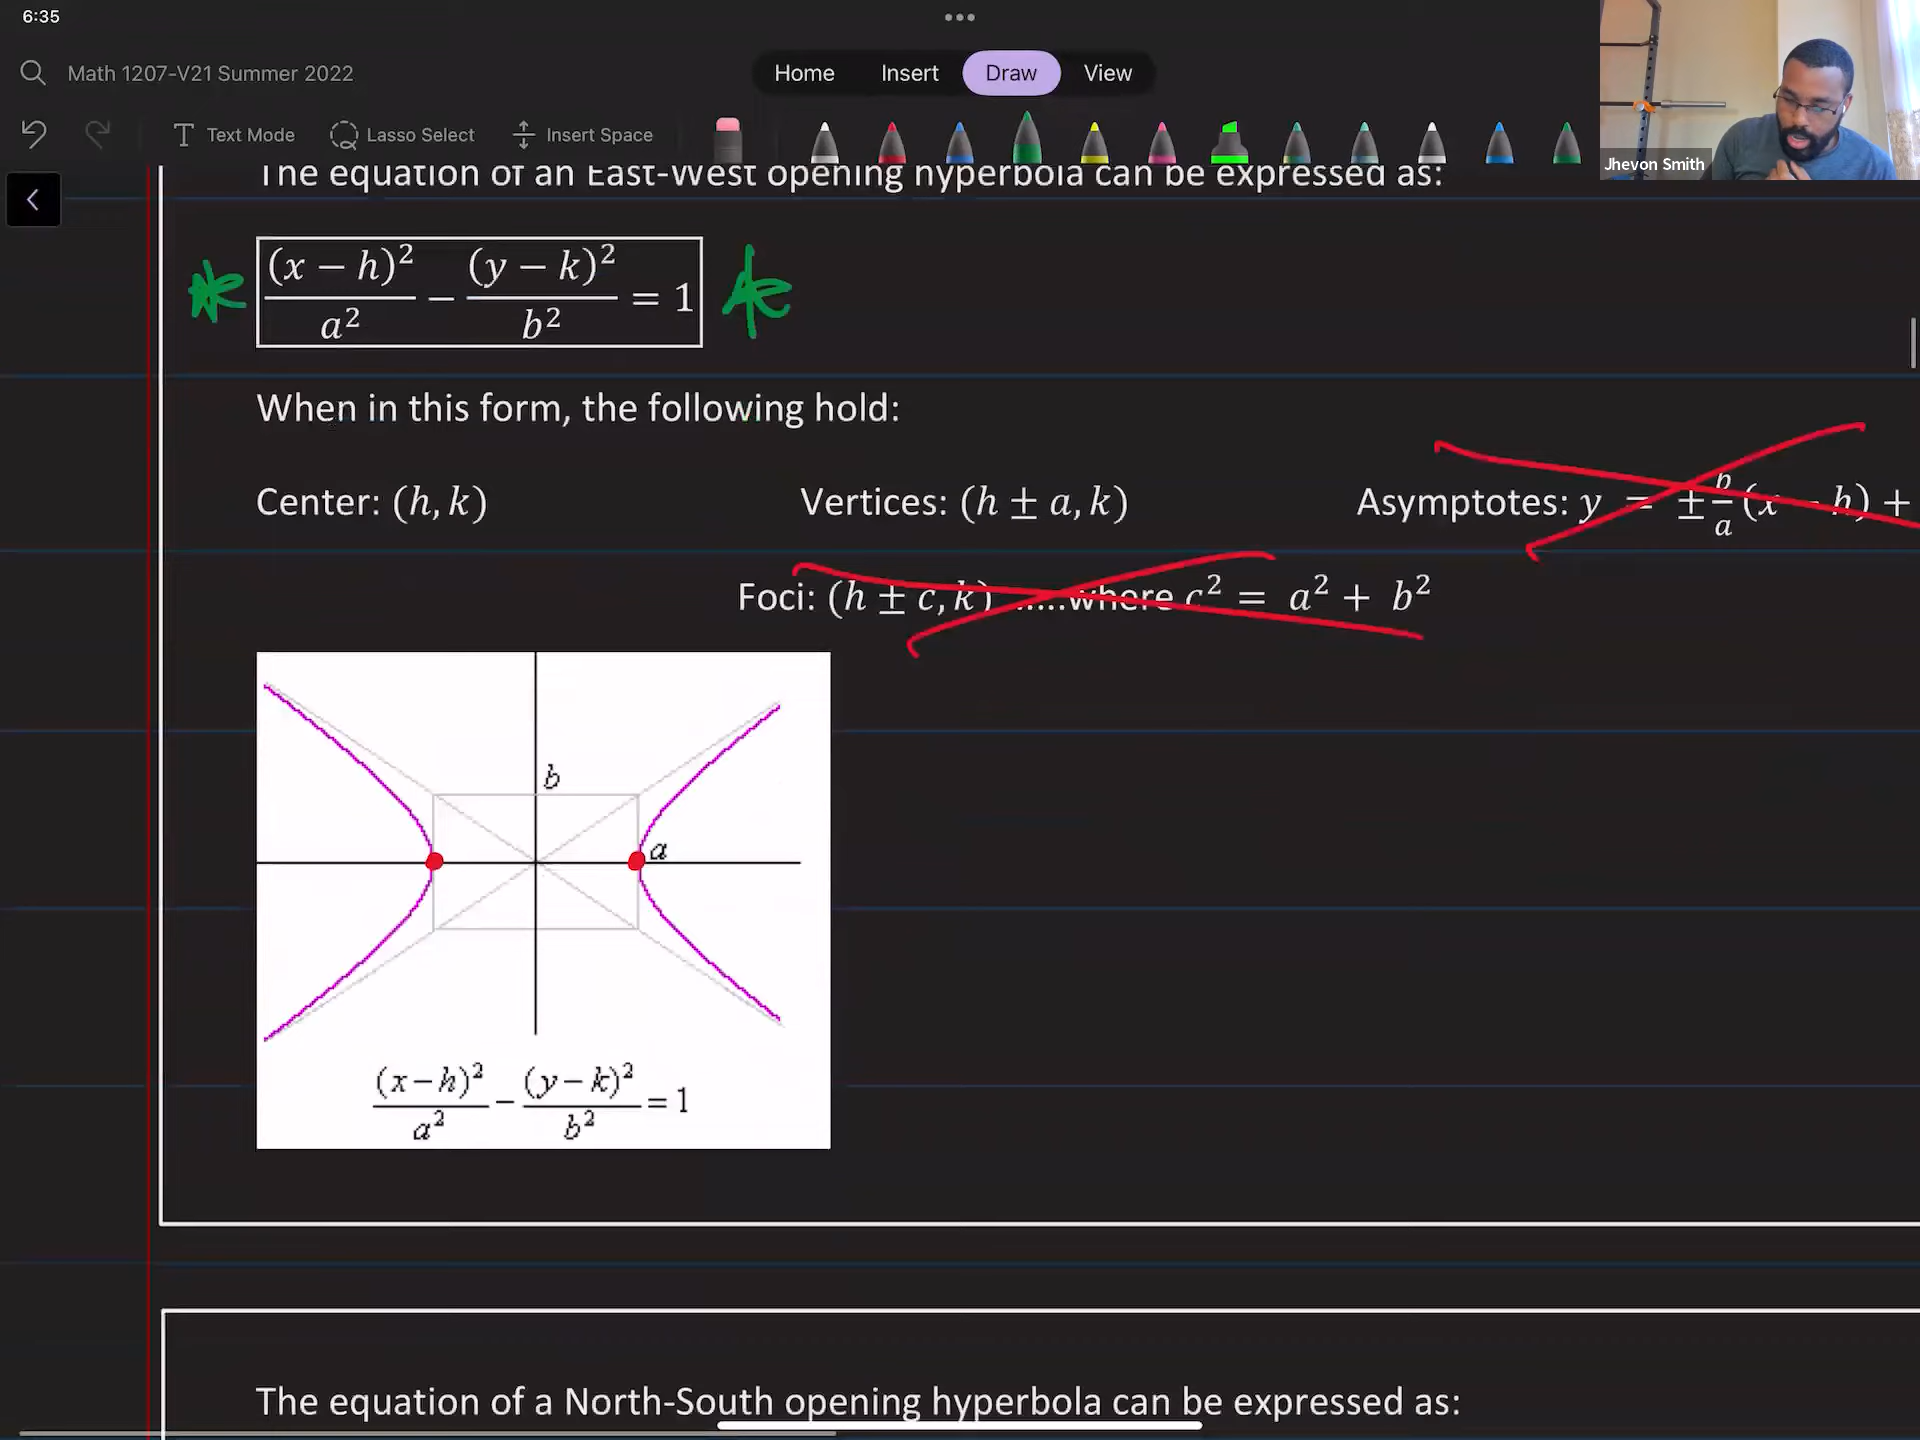 6:35
Math 1207-V21 Summer 2022
Home Insert Draw View
Text Mode Lasso Select Insert Space
Jhevon Smith
The equation of an East-West opening hyperbola can be expressed as:
(x − h)² / a² − (y − k)² / b² = 1
When in this form, the following hold:
Center: (h, k) Vertices: (h ± a, k) Asymptotes: y = ± b/a (x − h) +
Foci: (h ± c, k) .....where c² = a² + b²
b
a
(x − h)² / a² − (y − k)² / b² = 1
The equation of a North-South opening hyperbola can be expressed as: